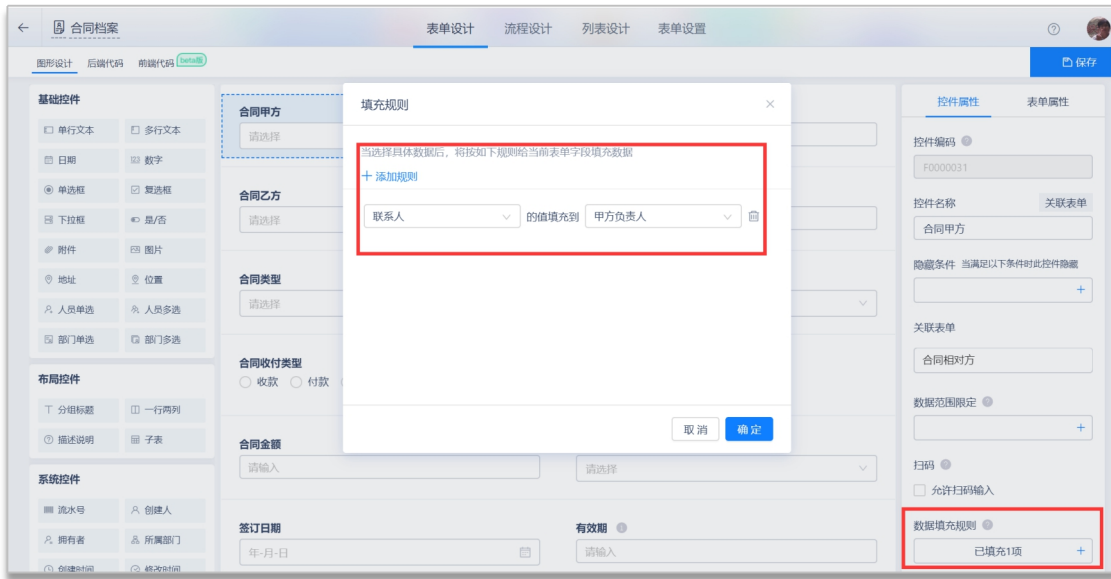 合同档案
表单设计 流程设计 列表设计 表单设置
图形设计 后端代码 前端代码 beta版
保存
基础控件
单行文本 多行文本
日期 数字
单选框 复选框
下拉框 是/否
附件 图片
地址 位置
人员单选 人员多选
部门单选 部门多选
布局控件
分组标题 一行两列
描述说明 子表
系统控件
流水号 创建人
拥有者 所属部门
创建时间 修改时间
合同甲方
请选择
合同乙方
请选择
合同类型
请选择
合同收付类型
收款 付款
合同金额
请输入
请选择
签订日期
年-月-日
有效期
请输入
填充规则
当选择具体数据后，将按如下规则给当前表单字段填充数据
添加规则
联系人 的值填充到 甲方负责人
取消 确定
控件属性 表单属性
控件编码
F0000031
控件名称 关联表单
合同甲方
隐藏条件 当满足以下条件时此控件隐藏
关联表单
合同相对方
数据范围限定
扫码
允许扫码输入
数据填充规则
已填充1项